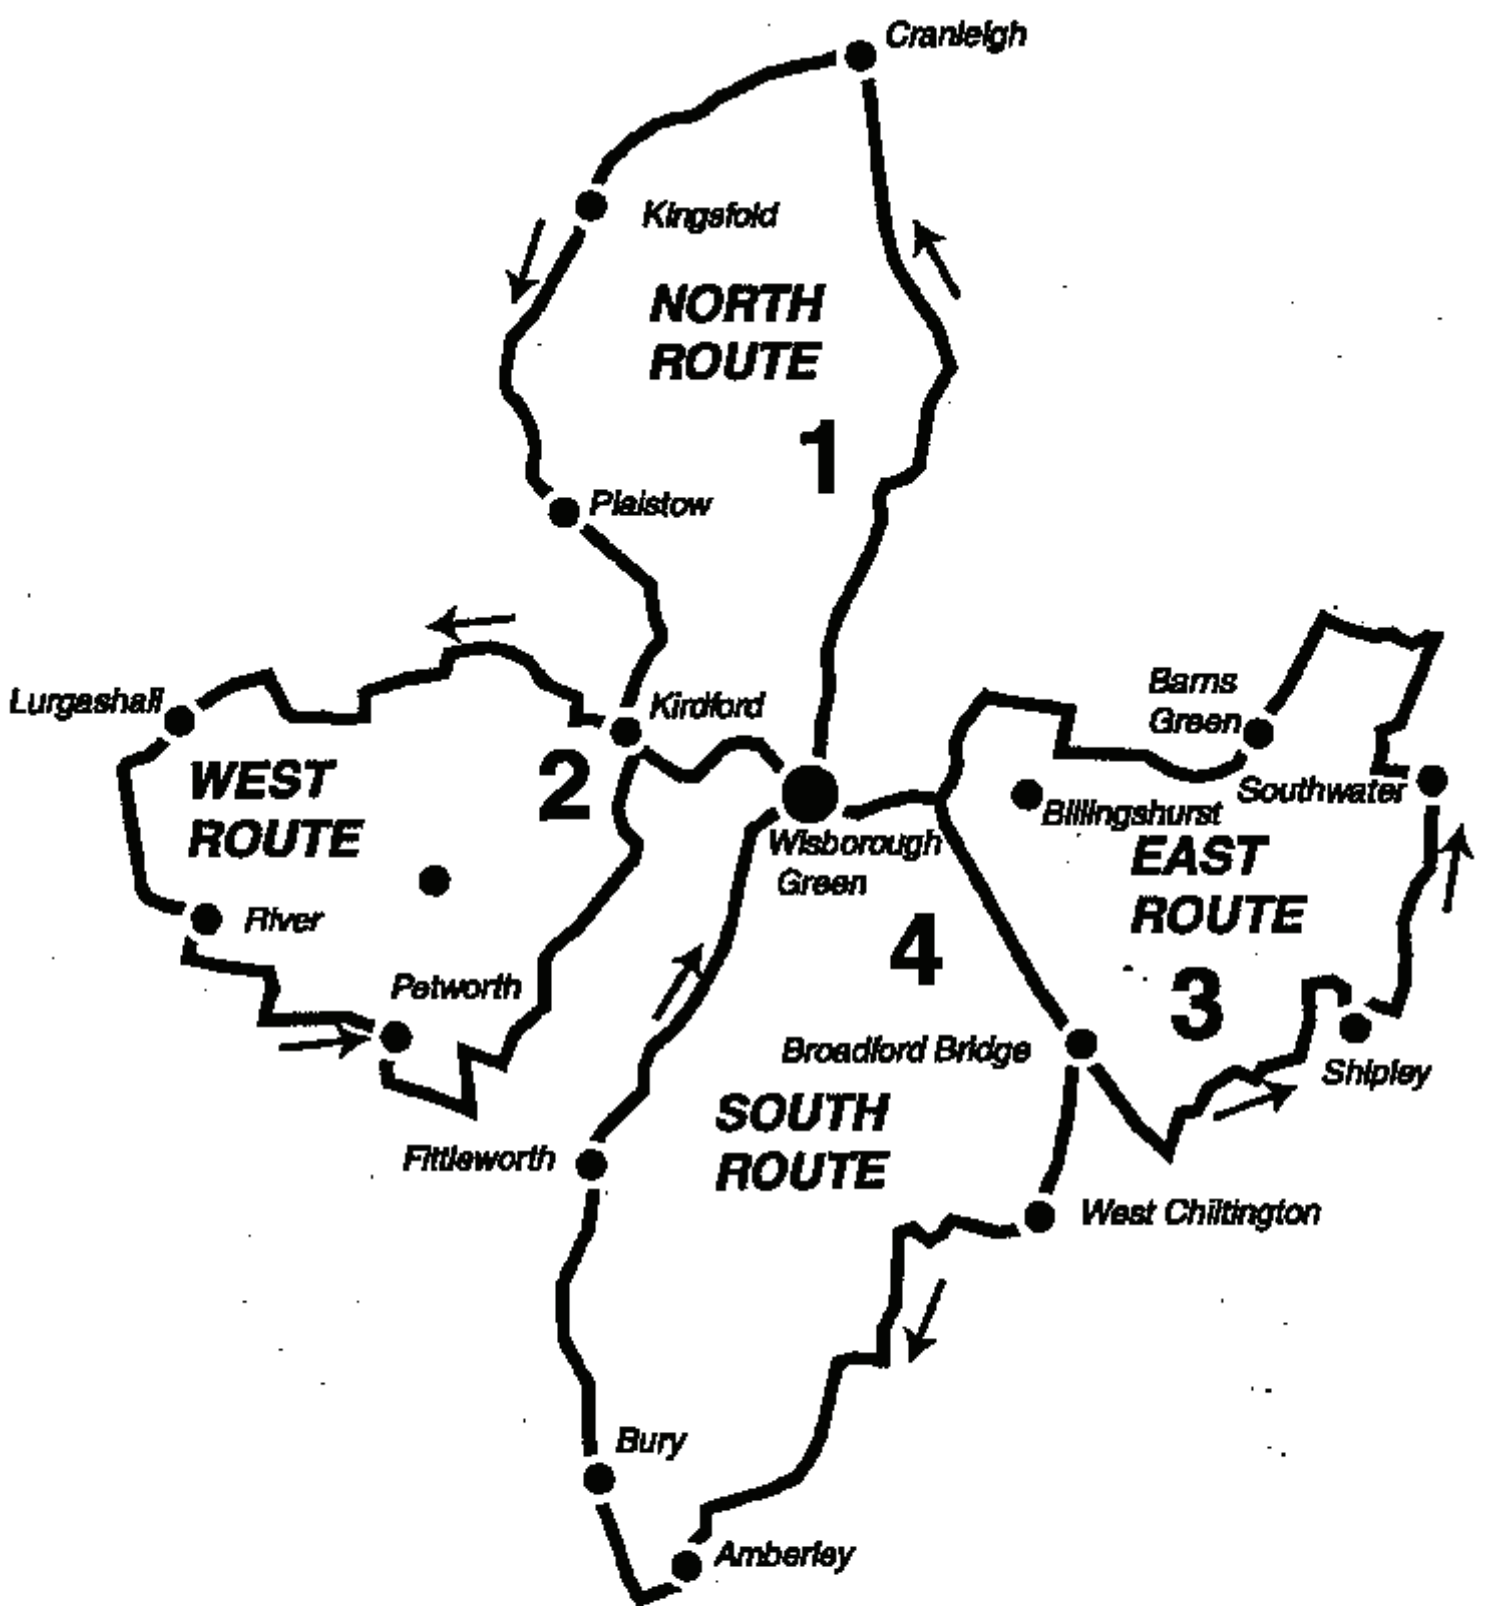 Cranleigh
Kingsfold
NORTH
ROUTE
1
Plaistow
Lurgashall
Kirdford
Barns
Green
WEST
ROUTE
2
Southwater
Billingshurst
Wisborough
Green
EAST
ROUTE
River
4
Petworth
3
Broadford Bridge
Shipley
SOUTH
ROUTE
Fittleworth
West Chiltington
Bury
Amberley